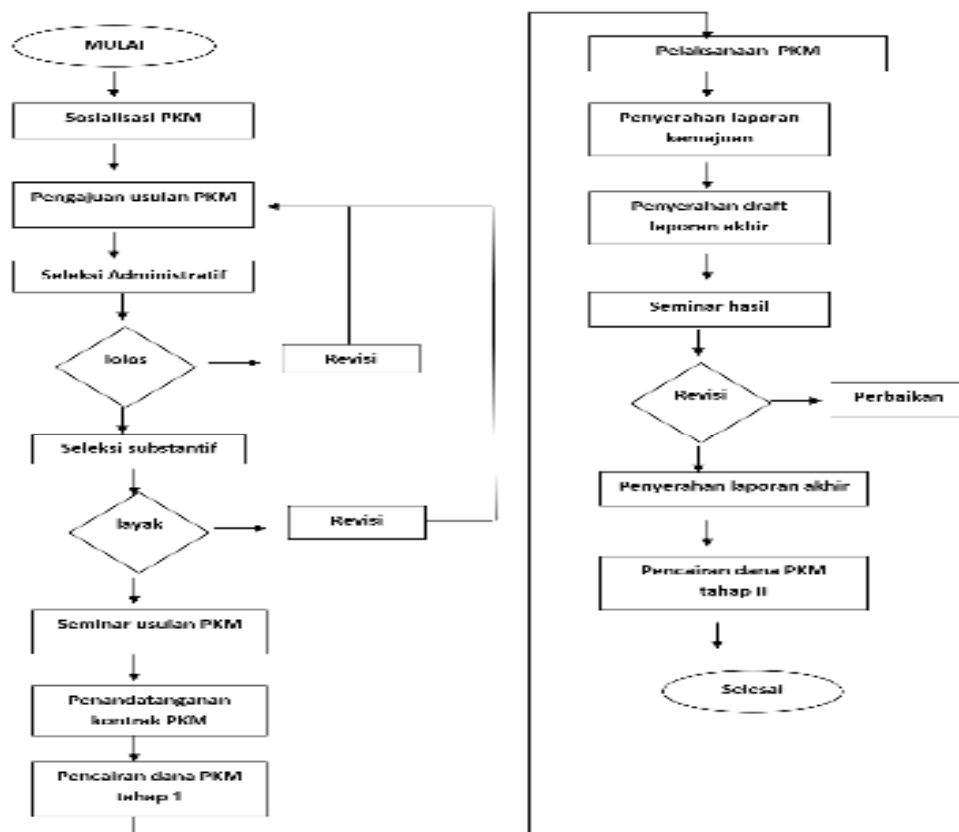 MULAI
Sosialisasi PKM
Pengajuan usulan PKM
Seleksi Administratif
lolos
Revisi
Seleksi substantif
layak
Revisi
Seminar usulan PKM
Penandatanganan
kontrak PKM
Pencairan dana PKM
tahap 1
Pelaksanaan PKM
Penyerahan laporan
kemajuan
Penyerahan draft
laporan akhir
Seminar hasil
Revisi
Perbaikan
Penyerahan laporan akhir
Pencairan dana PKM
tahap II
Selesai